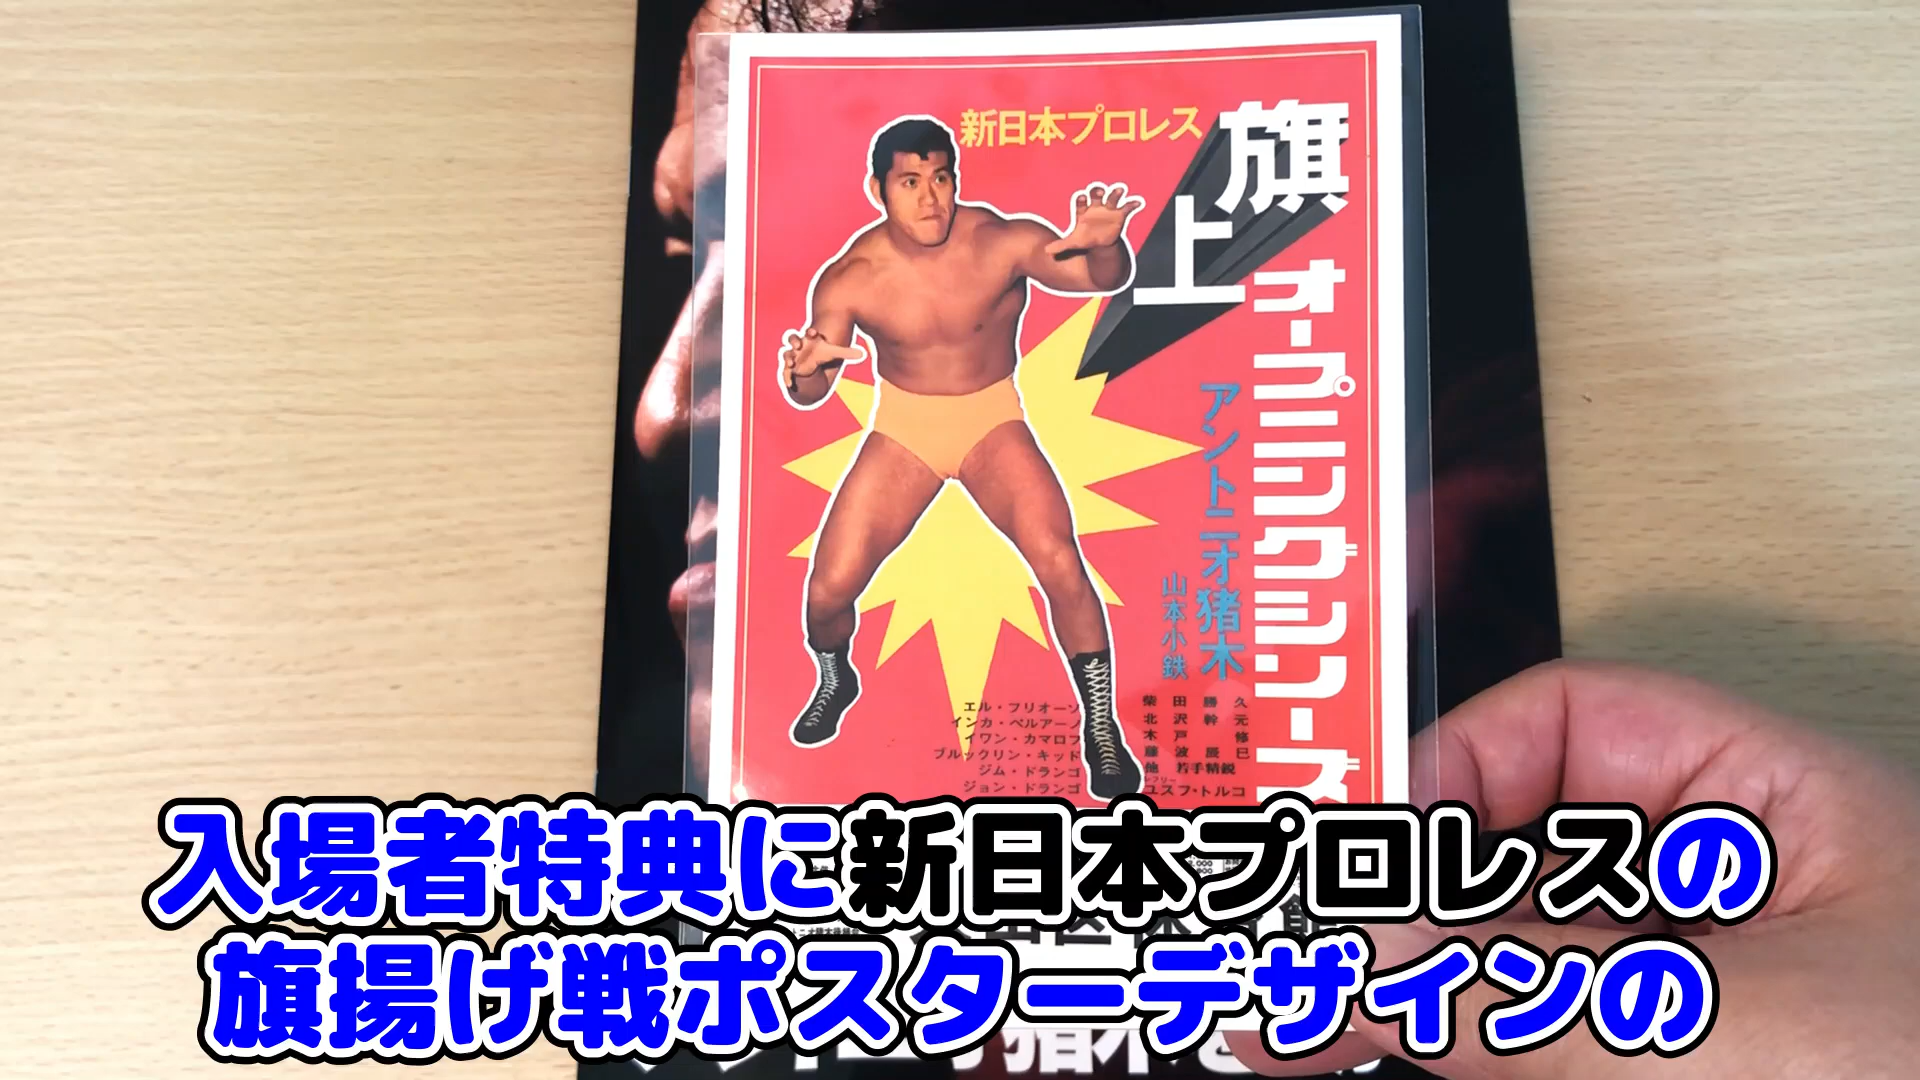 新日本プロレス
旗上
オープニングシリーズ
アントニオ猪木
山本小鉄
柴田勝久
北沢幹元
木戸修
藤波辰巳
他 若手精鋭
レフリー
ユスフ・トルコ
エル・フリオーソ
インカ・ペルアーノ
イワン・カマロフ
ブルックリン・キッド
ジム・ドランゴ
ジョン・ドランゴ
入場者特典に新日本プロレスの
旗揚げ戦ポスターデザインの